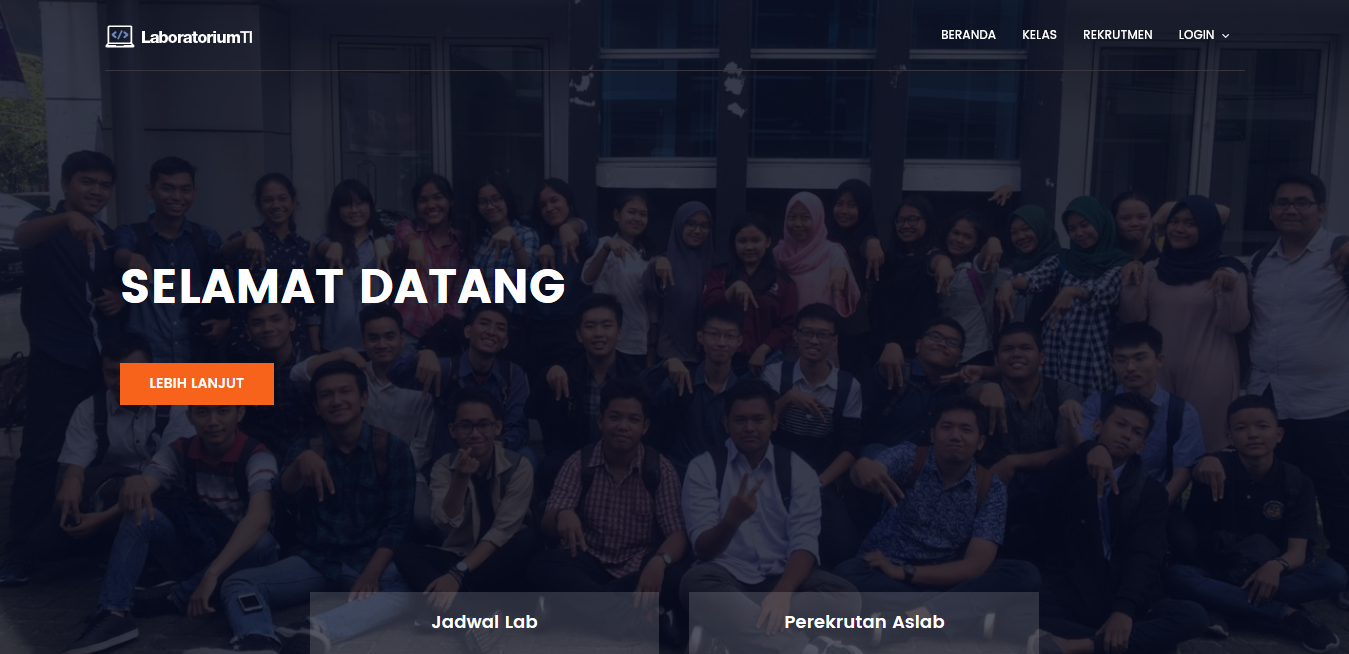 </> LaboratoriumTI
BERANDA KELAS REKRUTMEN LOGIN
SELAMAT DATANG
LEBIH LANJUT
Jadwal Lab
Perekrutan Aslab